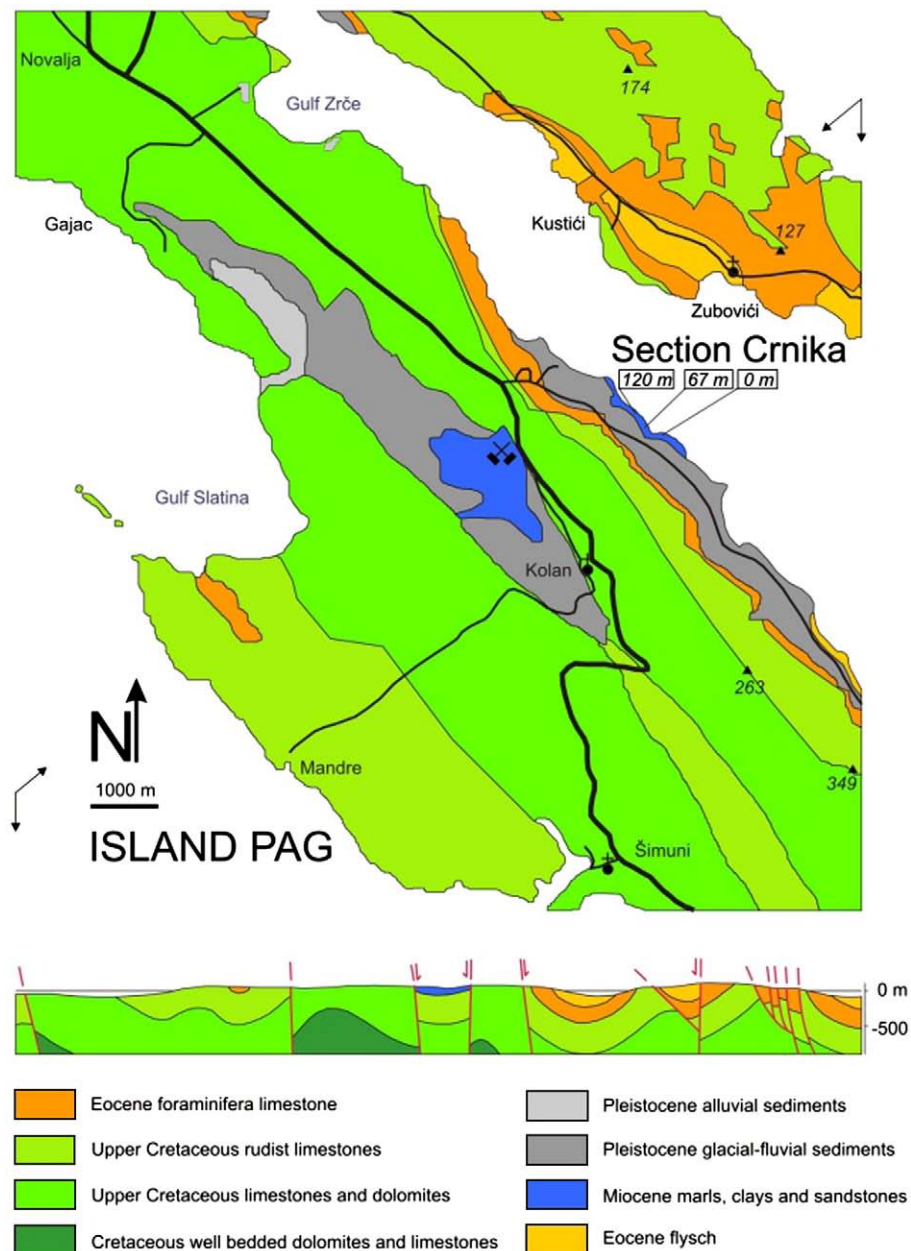 Novalja
Gulf Zrče
174
Gajac
Kustići
127
Zubovići
Section Crnika
120 m 67 m 0 m
Gulf Slatina
Kolan
263
N
349
1000 m
Mandre
ISLAND PAG
Šimuni
0 m
-500
Eocene foraminifera limestone
Upper Cretaceous rudist limestones
Upper Cretaceous limestones and dolomites
Cretaceous well bedded dolomites and limestones
Pleistocene alluvial sediments
Pleistocene glacial-fluvial sediments
Miocene marls, clays and sandstones
Eocene flysch